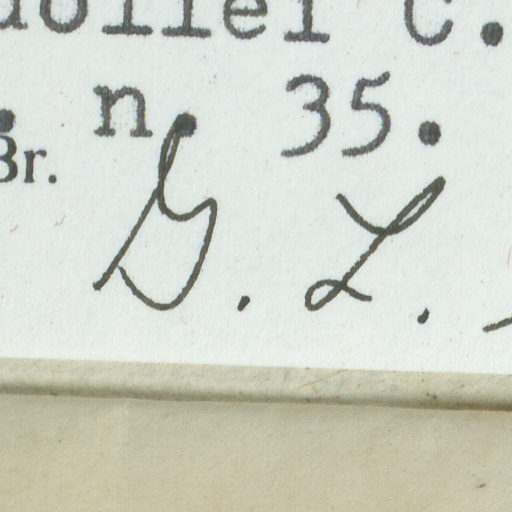 C.
. n. 35.
Br.
G. L.